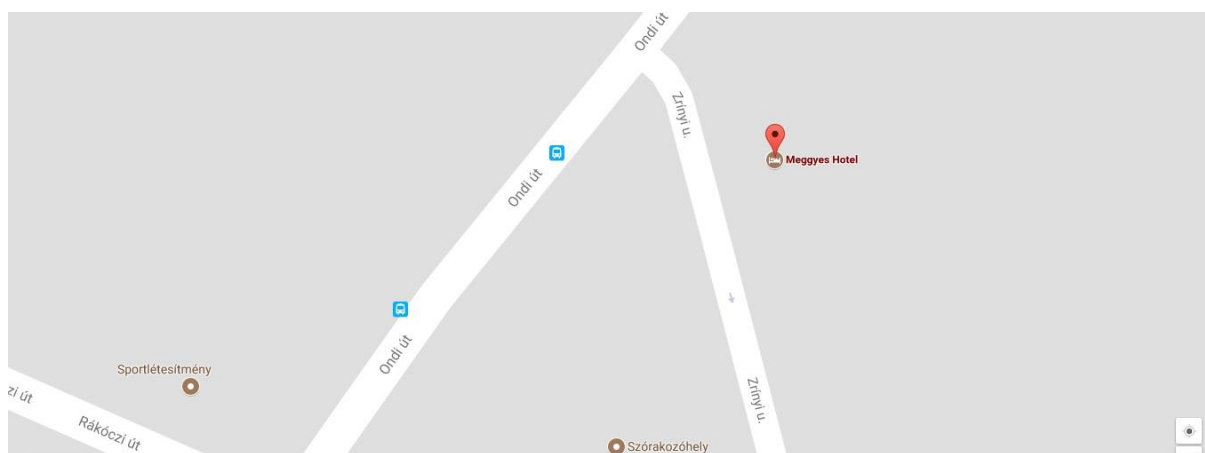 Ondi út
Zrínyi u.
Meggyes Hotel
Ondi út
Ondi út
Sportlétesítmény
Zrínyi u.
zi út
Rákóczi út
Szórakozóhely